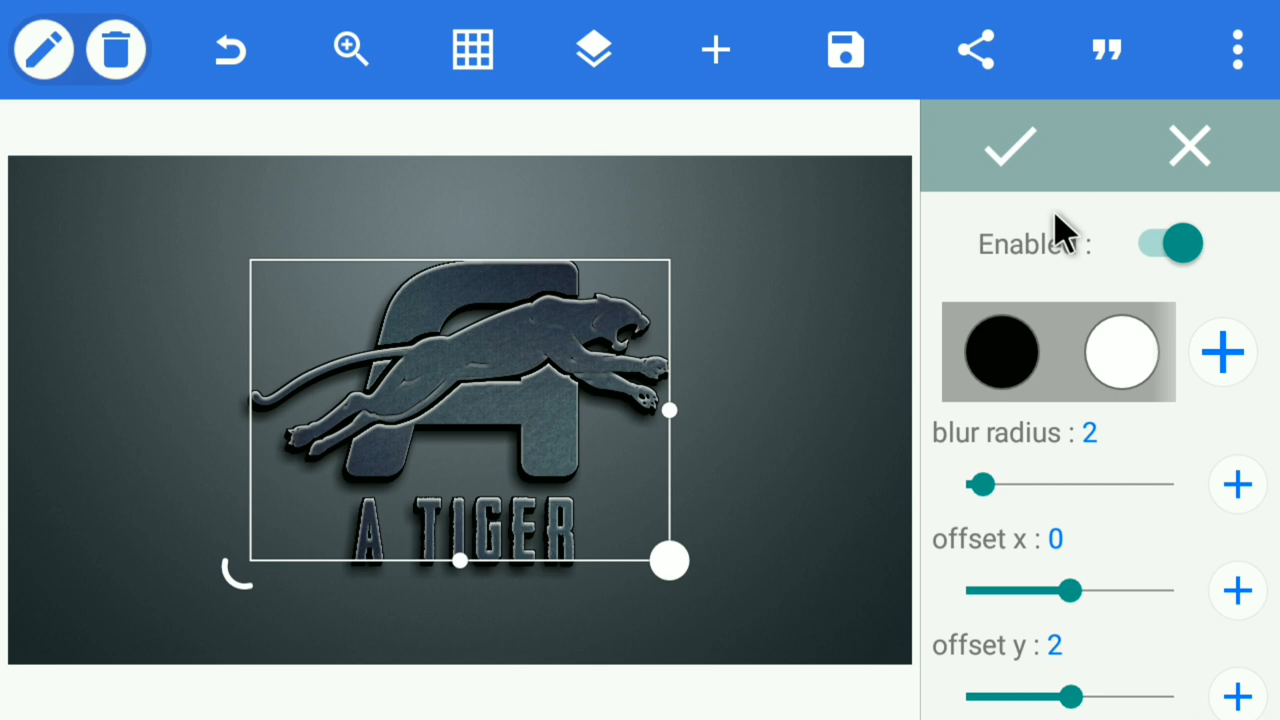 Enable :
blur radius : 2
offset x : 0
offset y : 2
A TIGER